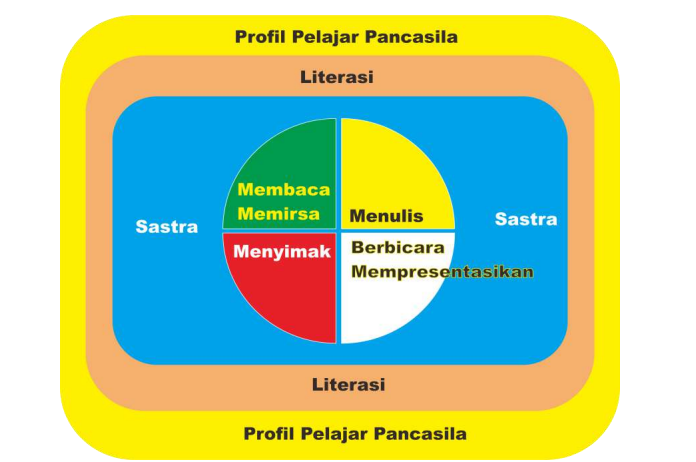 Profil Pelajar Pancasila
Literasi
Membaca
Memirsa
Menulis
Sastra
Sastra
Menyimak
Berbicara
Mempresentasikan
Literasi
Profil Pelajar Pancasila